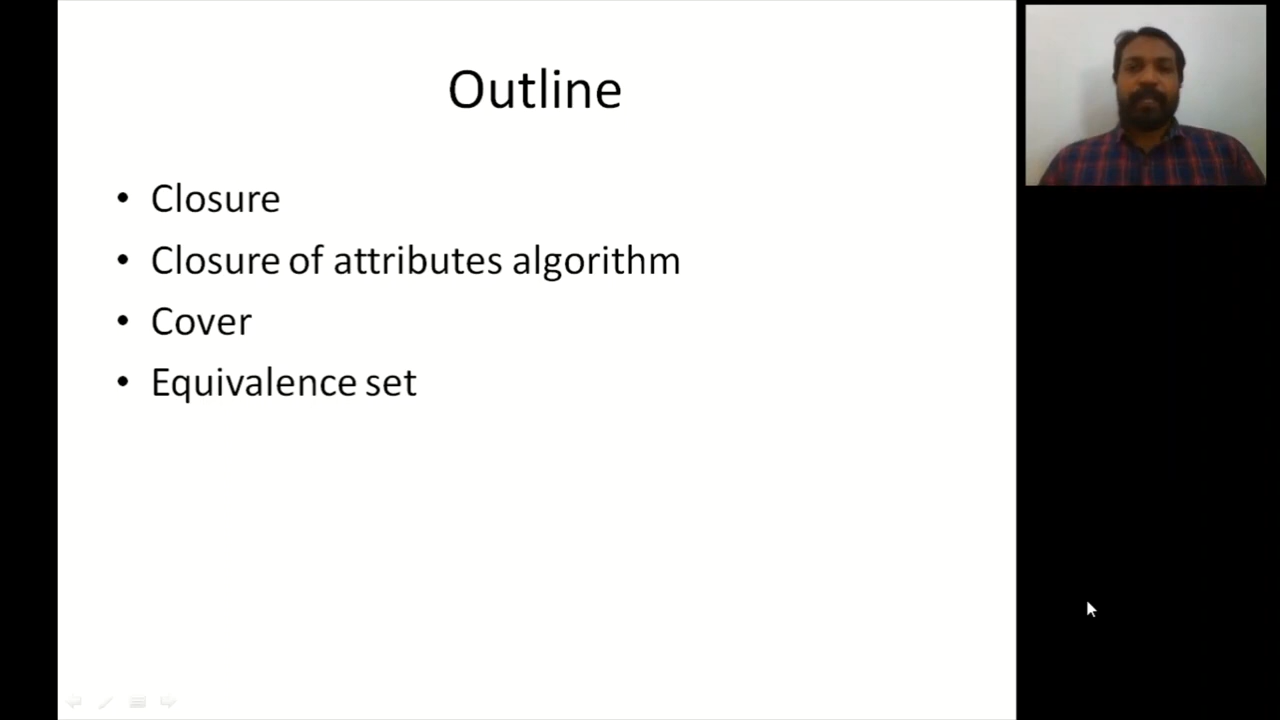 Outline
• Closure
• Closure of attributes algorithm
• Cover
• Equivalence set